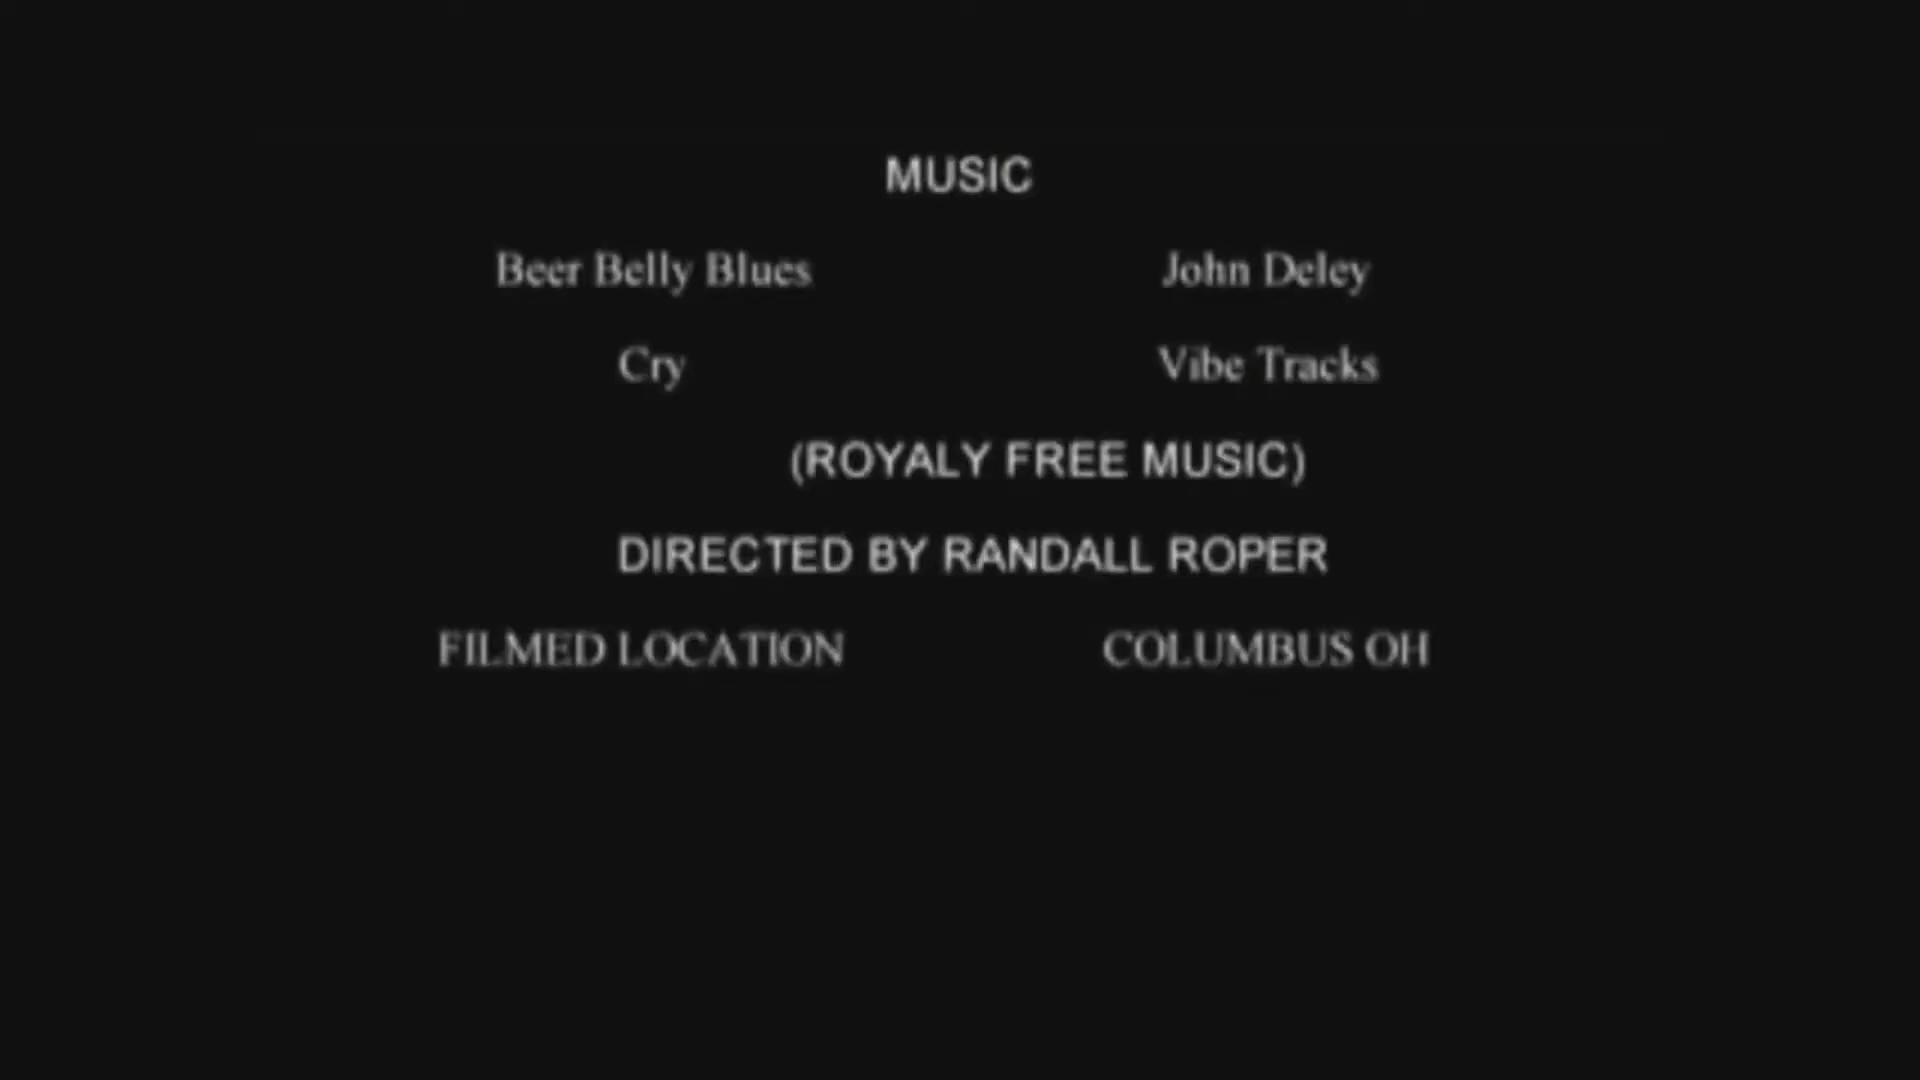 MUSIC
Beer Belly Blues John Deley
Cry Vibe Tracks
(ROYALY FREE MUSIC)
DIRECTED BY RANDALL ROPER
FILMED LOCATION COLUMBUS OH